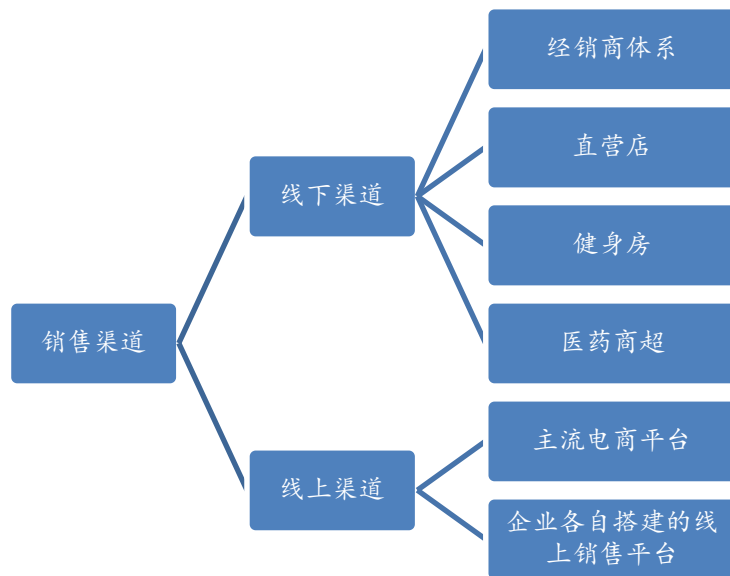 经销商体系
直营店
线下渠道
健身房
医药商超
销售渠道
主流电商平台
线上渠道
企业各自搭建的线
上销售平台